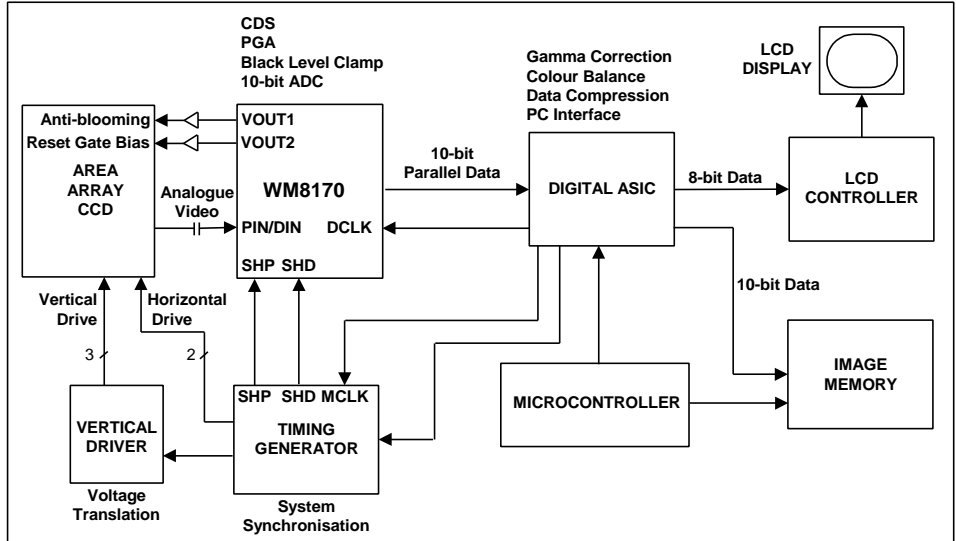 CDS
PGA
Black Level Clamp
10-bit ADC
Gamma Correction
Colour Balance
Data Compression
PC Interface
LCD
DISPLAY
Anti-blooming
Reset Gate Bias
AREA
ARRAY
CCD
Analogue
Video
VOUT1
VOUT2
WM8170
PIN/DIN DCLK
SHP SHD
10-bit
Parallel Data
DIGITAL ASIC
8-bit Data
LCD
CONTROLLER
10-bit Data
Vertical
Drive
Horizontal
Drive
3
2
VERTICAL
DRIVER
Voltage
Translation
SHP SHD MCLK
TIMING
GENERATOR
System
Synchronisation
MICROCONTROLLER
IMAGE
MEMORY